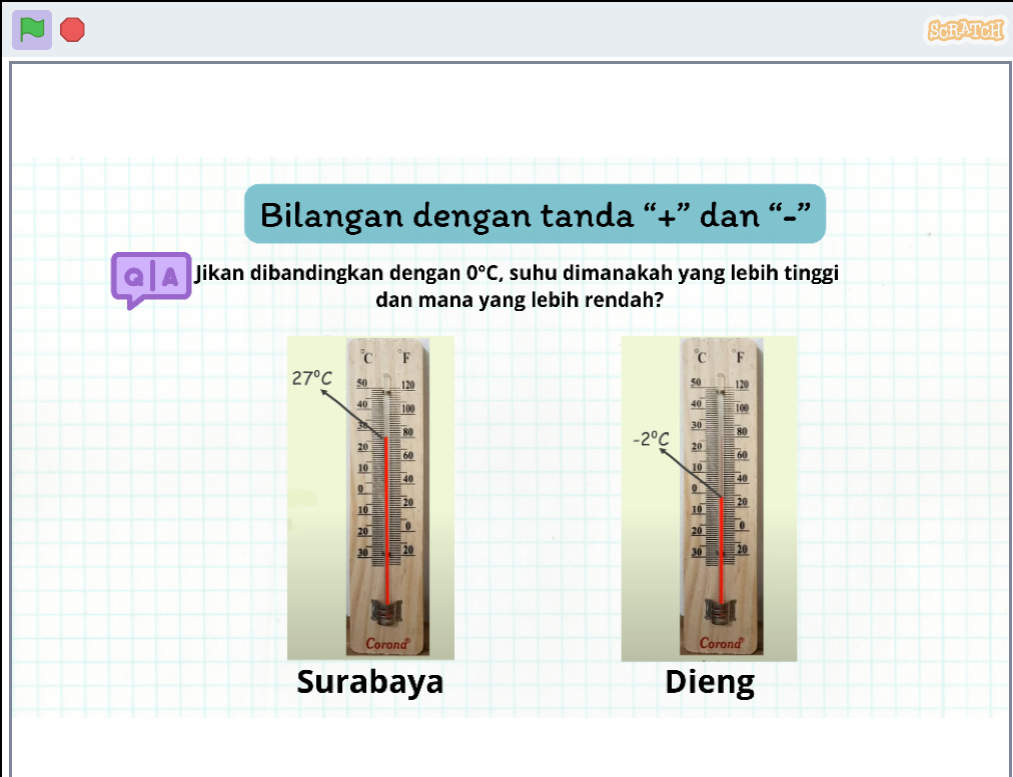 SCRATCH
Bilangan dengan tanda “+” dan “-”
Q|A
Jikan dibandingkan dengan 0°C, suhu dimanakah yang lebih tinggi
dan mana yang lebih rendah?
27°C
°C °F
50 120
40 100
30 80
20 60
10 40
0 20
10 0
20 20
30
Corona®
-2°C
°C °F
50 120
40 100
30 80
20 60
10 40
0 20
10 0
20 20
30
Corona®
Surabaya
Dieng